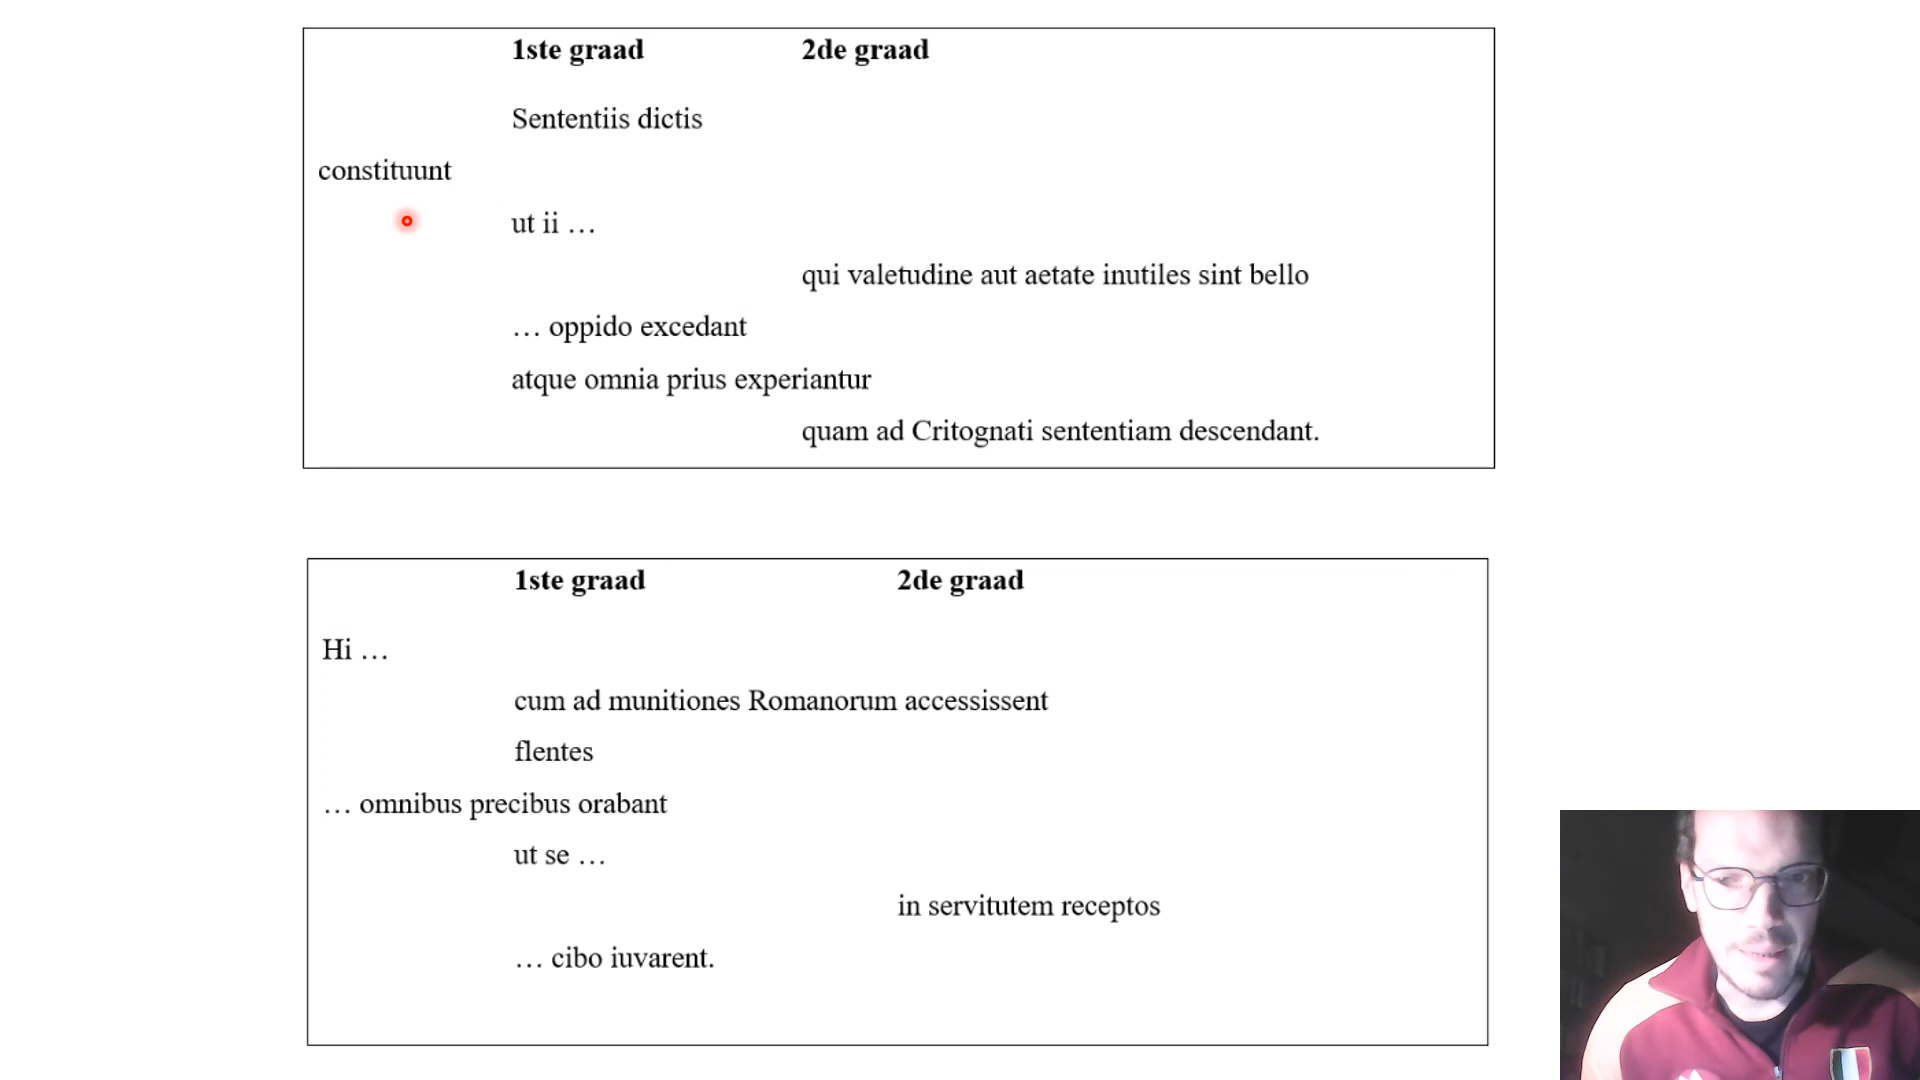 1ste graad 2de graad
Sententiis dictis
constituunt
ut ii …
qui valetudine aut aetate inutiles sint bello
… oppido excedant
atque omnia prius experiantur
quam ad Critognati sententiam descendant.
1ste graad 2de graad
Hi …
cum ad munitiones Romanorum accessissent
flentes
… omnibus precibus orabant
ut se …
in servitutem receptos
… cibo iuvarent.